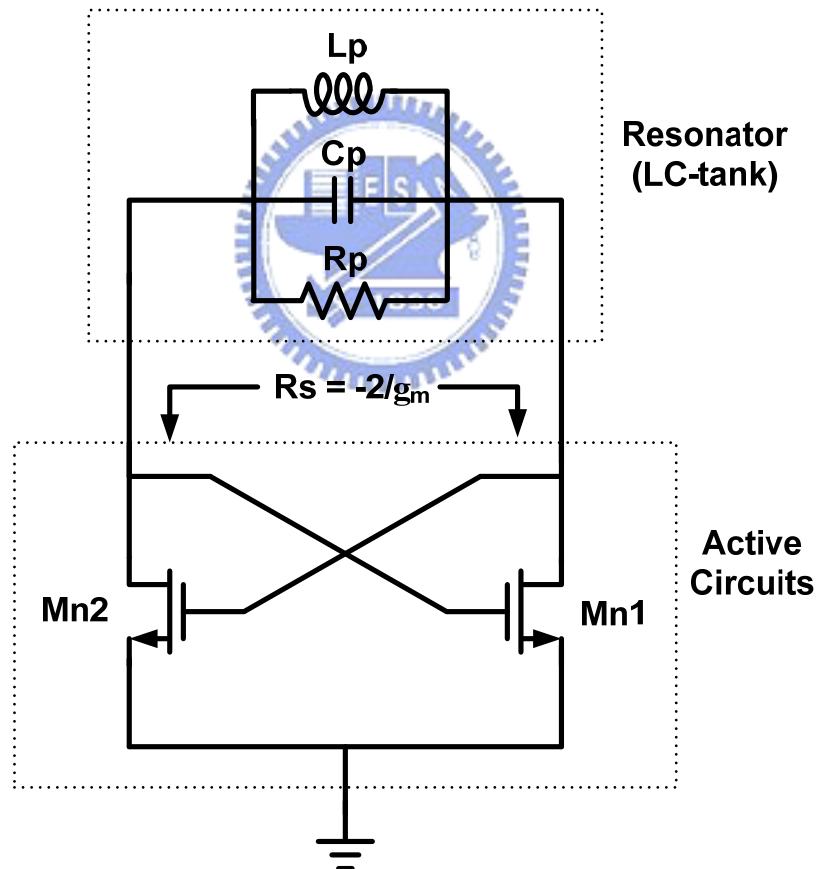 Lp
Resonator
(LC-tank)
Cp
Rp
Rs = -2/gm
Active
Circuits
Mn2
Mn1